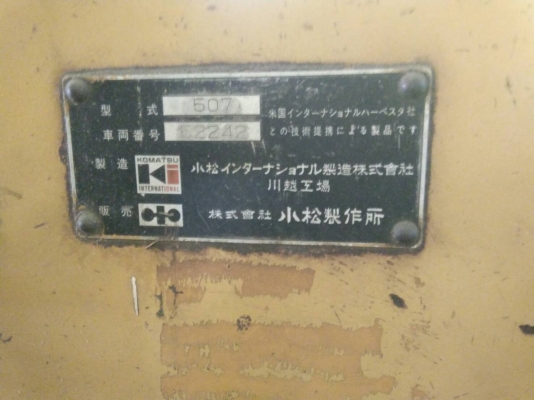 型式 507
車両番号 12242
米国インターナショナルハーベスタ社
との技術提携による製品です
製造 KOMATSU INTERNATIONAL 小松インターナショナル製造株式会社
川越工場
販売 株式会社 小松製作所